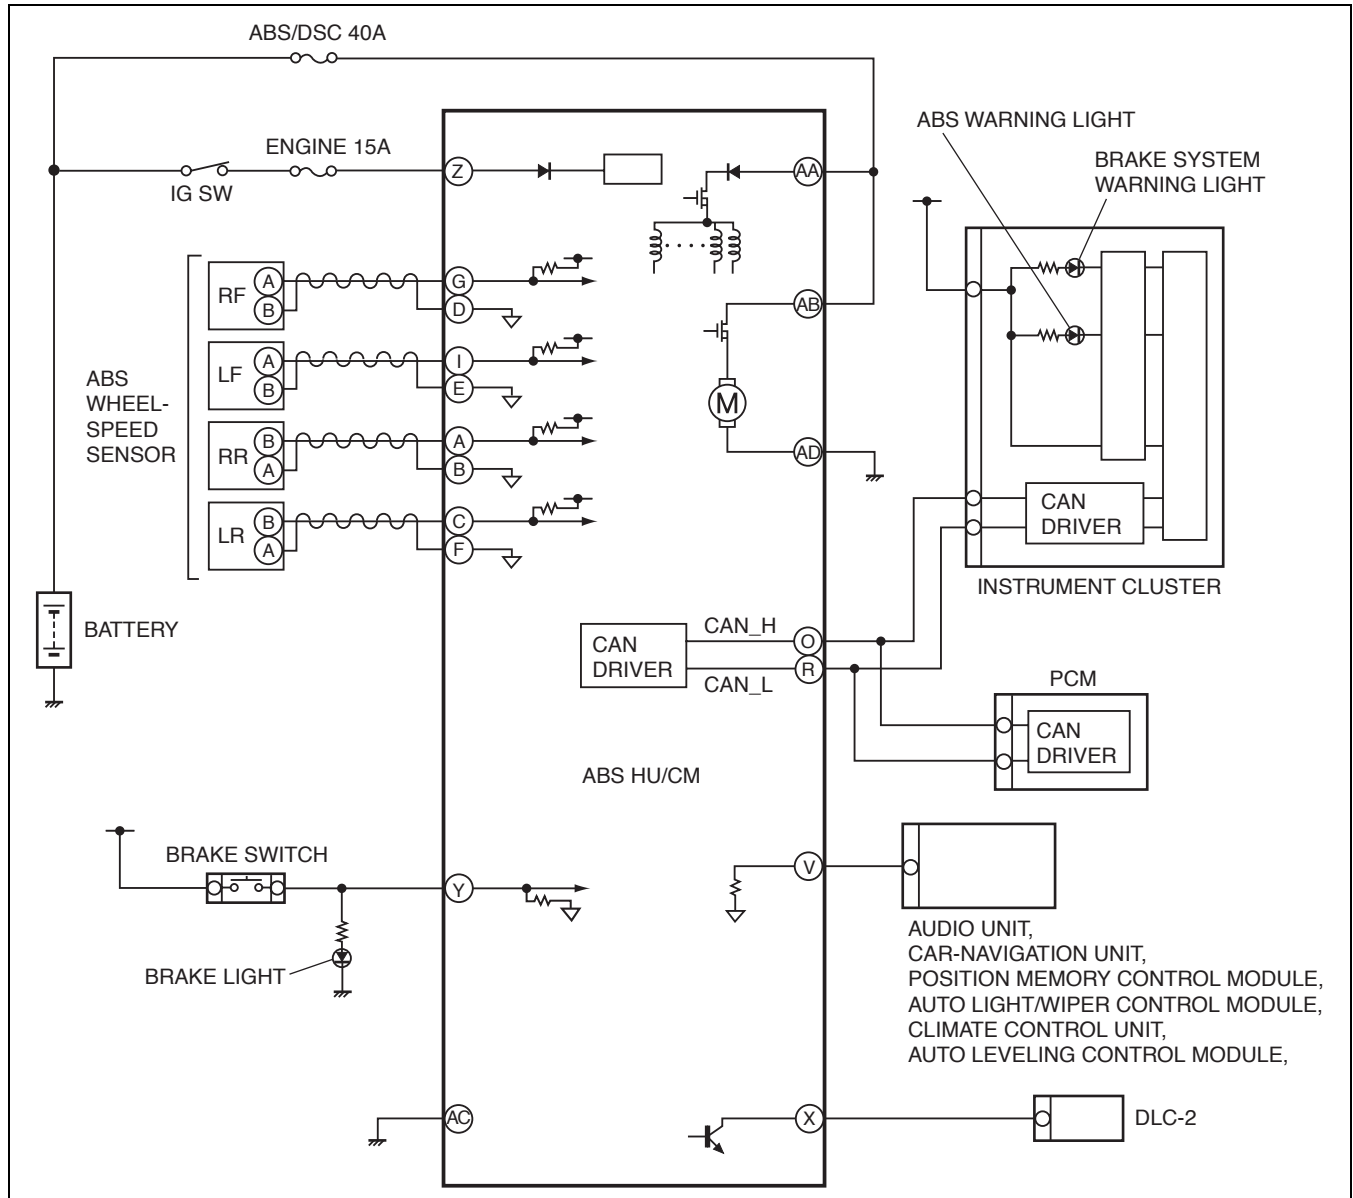 ABS/DSC 40A
ENGINE 15A
IG SW
Z
AA
ABS WARNING LIGHT
BRAKE SYSTEM
WARNING LIGHT
ABS
WHEEL-
SPEED
SENSOR
RF
A
B
G
D
LF
A
B
I
E
RR
B
A
A
B
LR
B
A
C
F
AB
M
AD
CAN
DRIVER
INSTRUMENT CLUSTER
BATTERY
CAN
DRIVER
CAN_H
CAN_L
O
R
PCM
CAN
DRIVER
ABS HU/CM
BRAKE SWITCH
Y
BRAKE LIGHT
V
AUDIO UNIT,
CAR-NAVIGATION UNIT,
POSITION MEMORY CONTROL MODULE,
AUTO LIGHT/WIPER CONTROL MODULE,
CLIMATE CONTROL UNIT,
AUTO LEVELING CONTROL MODULE,
AC
X
DLC-2